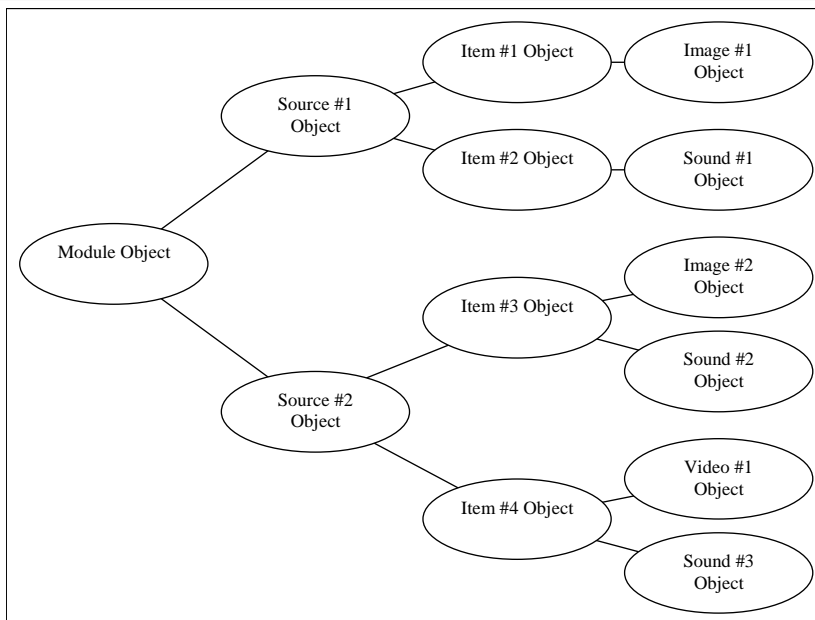 Item #1 Object
Image #1
Object
Source #1
Object
Item #2 Object
Sound #1
Object
Module Object
Image #2
Object
Item #3 Object
Sound #2
Object
Source #2
Object
Video #1
Object
Item #4 Object
Sound #3
Object